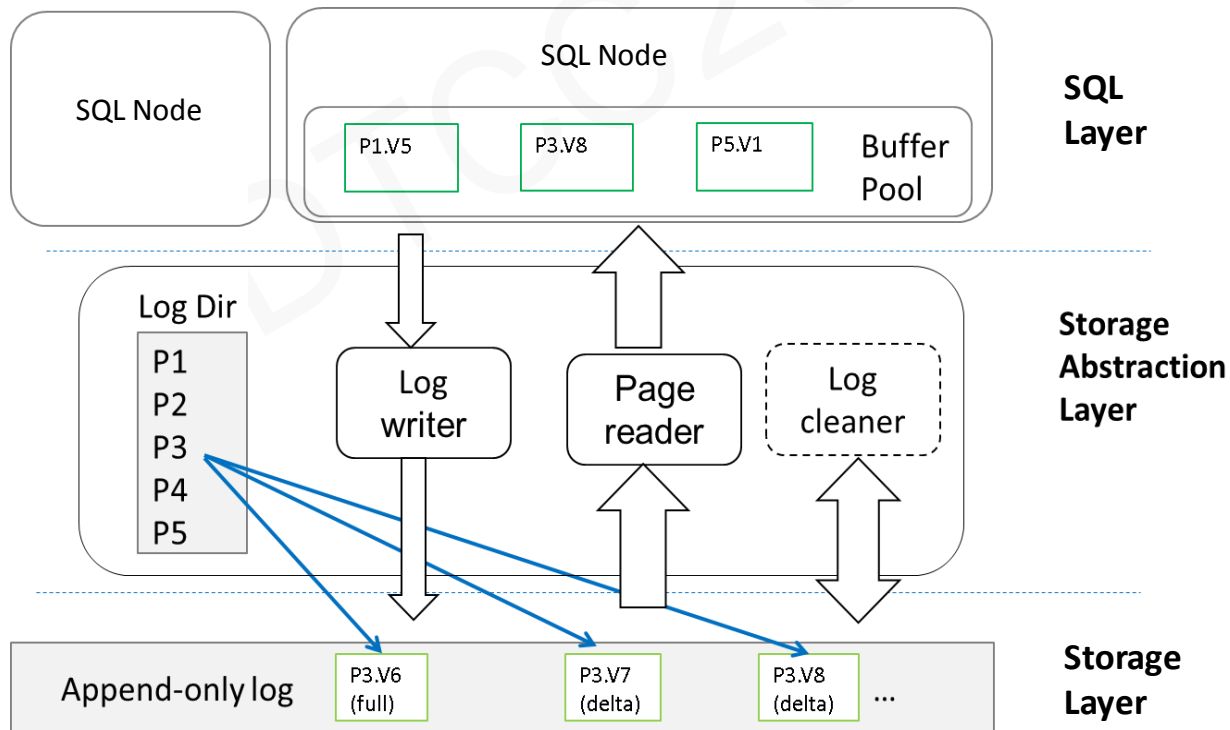 SQL Node
SQL Node
P1.V5
P3.V8
P5.V1
Buffer
Pool
SQL
Layer
Log Dir
P1
P2
P3
P4
P5
Log
writer
Page
reader
Log
cleaner
Storage
Abstraction
Layer
Append-only log
P3.V6
(full)
P3.V7
(delta)
P3.V8
(delta)
...
Storage
Layer